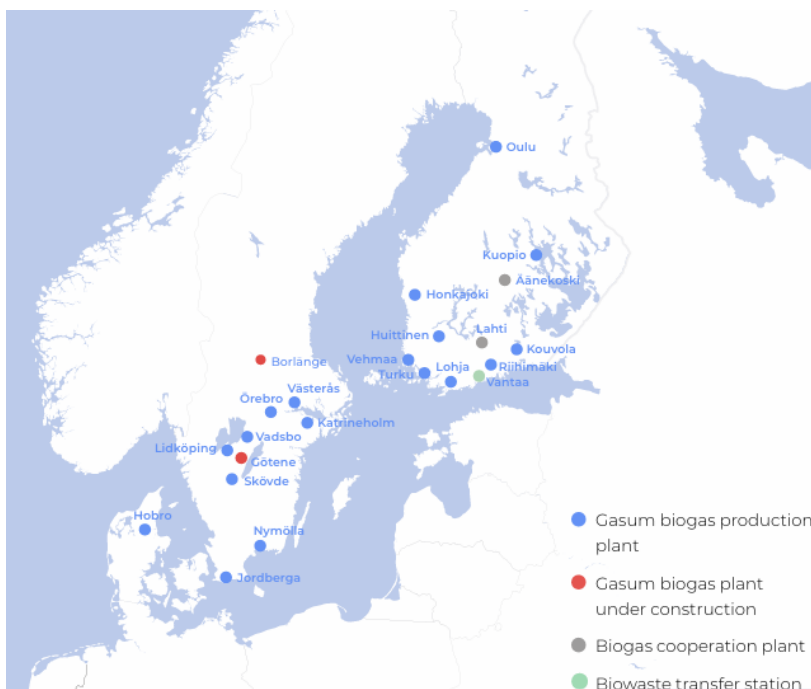 Oulu
Kuopio
Äänekoski
Honkajoki
Huittinen
Lahti
Kouvola
Vehmaa
Riihimäki
Turku
Lohja
Vantaa
Borlänge
Västerås
Örebro
Katrineholm
Vadsbo
Lidköping
Götene
Skövde
Hobro
Nymölla
Jordberga
Gasum biogas production
plant
Gasum biogas plant
under construction
Biogas cooperation plant
Biowaste transfer station